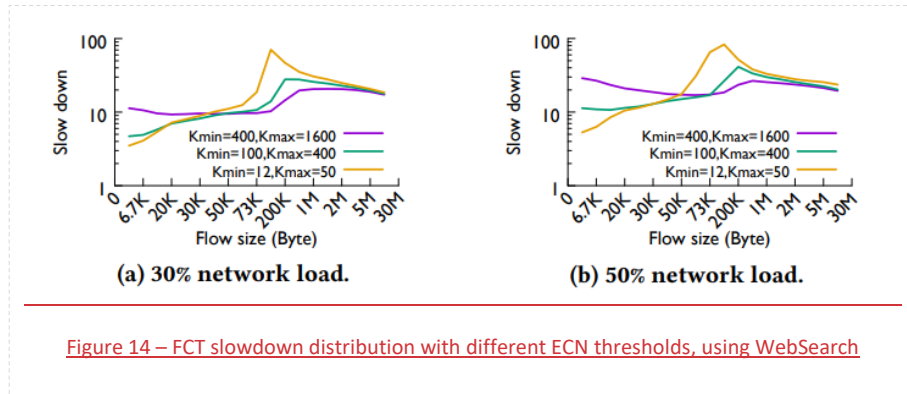 100
10
1
Slow down
Kmin=400,Kmax=1600
Kmin=100,Kmax=400
Kmin=12,Kmax=50
0 6.7K 20K 30K 50K 73K 200K 1M 2M 5M 30M
Flow size (Byte)
(a) 30% network load.
100
10
1
Slow down
Kmin=400,Kmax=1600
Kmin=100,Kmax=400
Kmin=12,Kmax=50
0 6.7K 20K 30K 50K 73K 200K 1M 2M 5M 30M
Flow size (Byte)
(b) 50% network load.
Figure 14 – FCT slowdown distribution with different ECN thresholds, using WebSearch